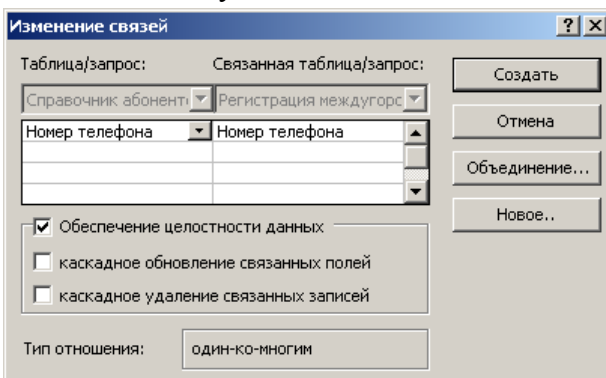 Изменение связей
Таблица/запрос: Связанная таблица/запрос:
Создать
Справочник абонент Регистрация междугорс
Отмена
Номер телефона Номер телефона
Объединение...
Новое..
Обеспечение целостности данных
каскадное обновление связанных полей
каскадное удаление связанных записей
Тип отношения: один-ко-многим